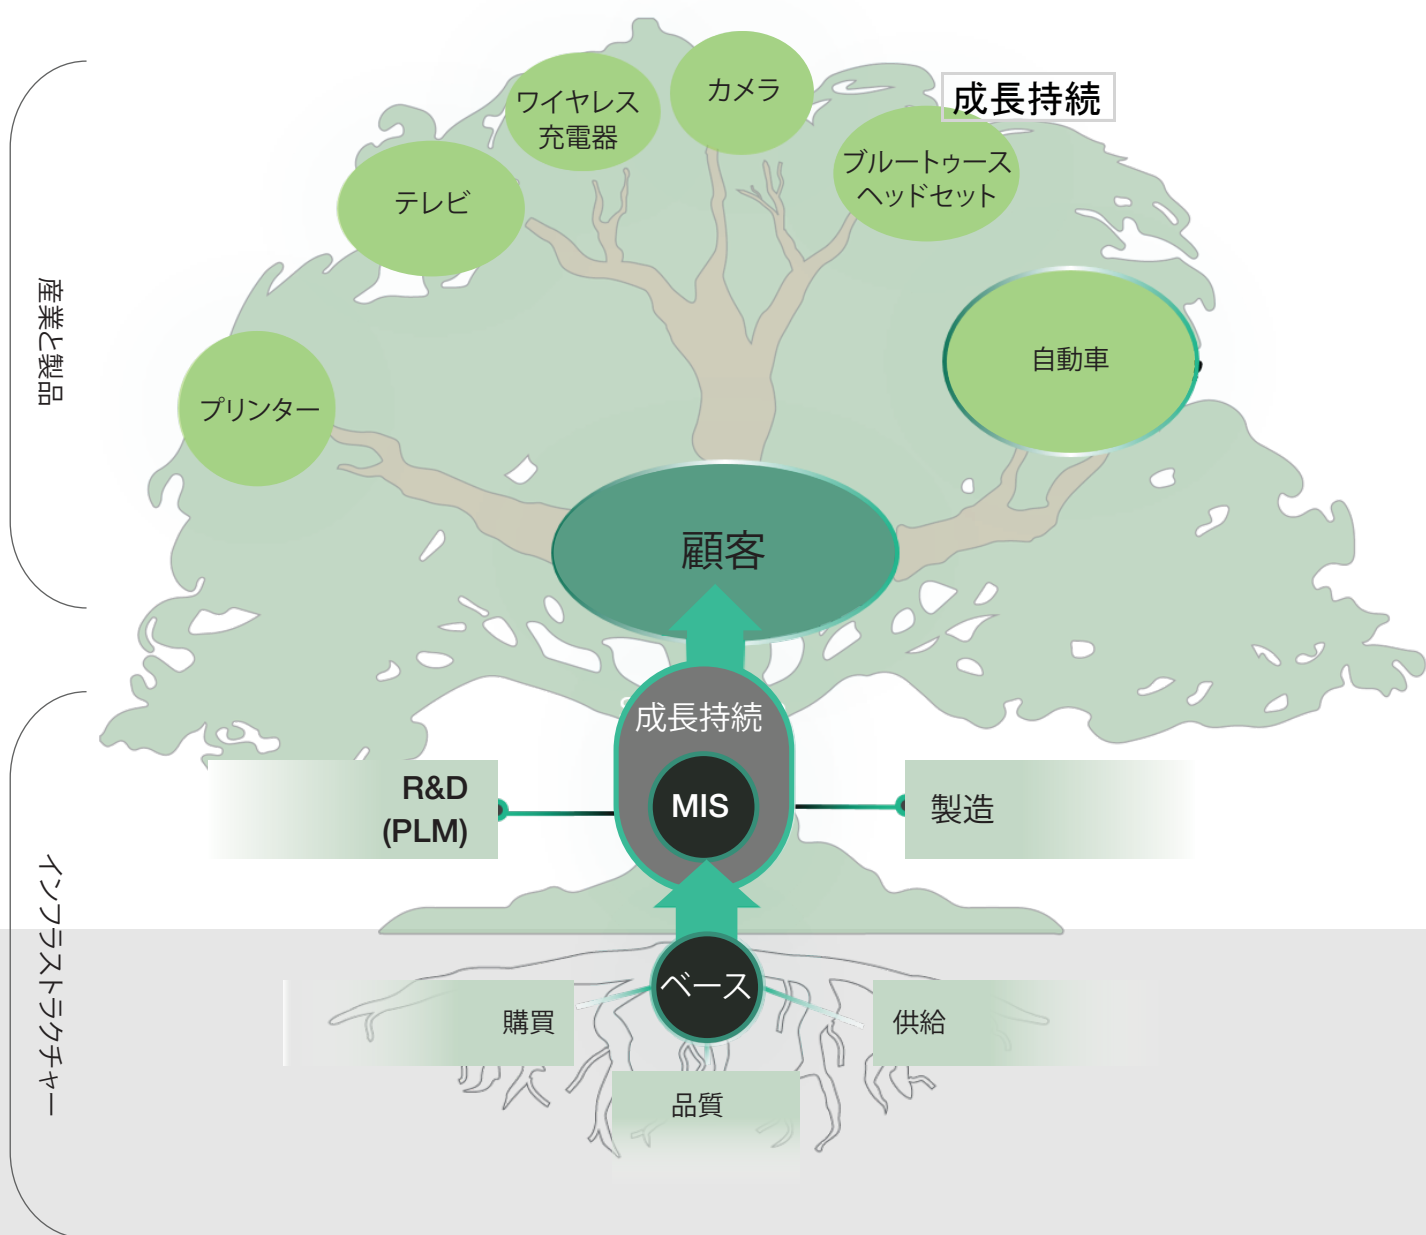 カメラ
成長持続
ワイヤレス
充電器
ブルートゥース
ヘッドセット
テレビ
産業と製品
自動車
プリンター
顧客
成長持続
R&D
(PLM)
MIS
製造
インフラストラクチャー
ベース
購買
供給
品質